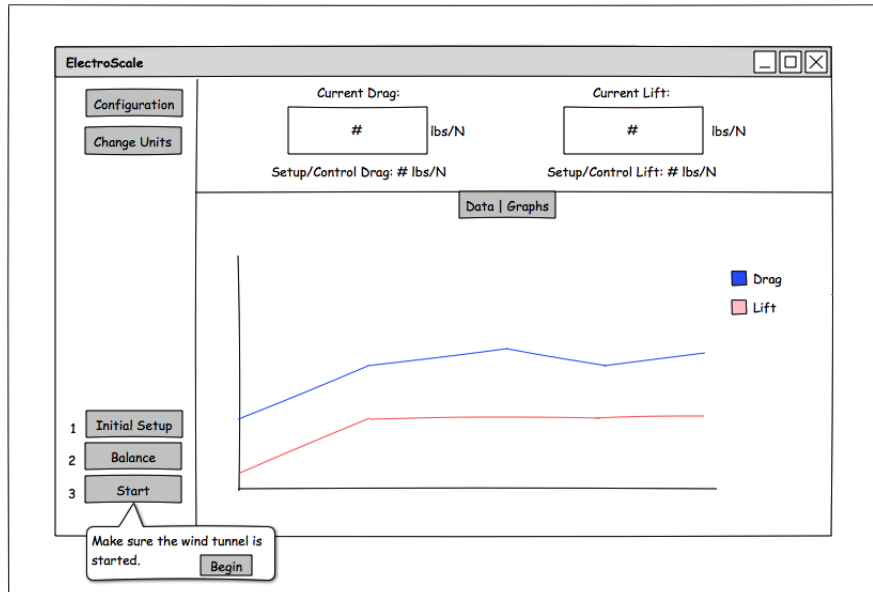 ElectroScale
Configuration
Change Units
Current Drag:
# lbs/N
Setup/Control Drag: # lbs/N
Current Lift:
# lbs/N
Setup/Control Lift: # lbs/N
Data | Graphs
Drag
Lift
1 Initial Setup
2 Balance
3 Start
Make sure the wind tunnel is
started.
Begin